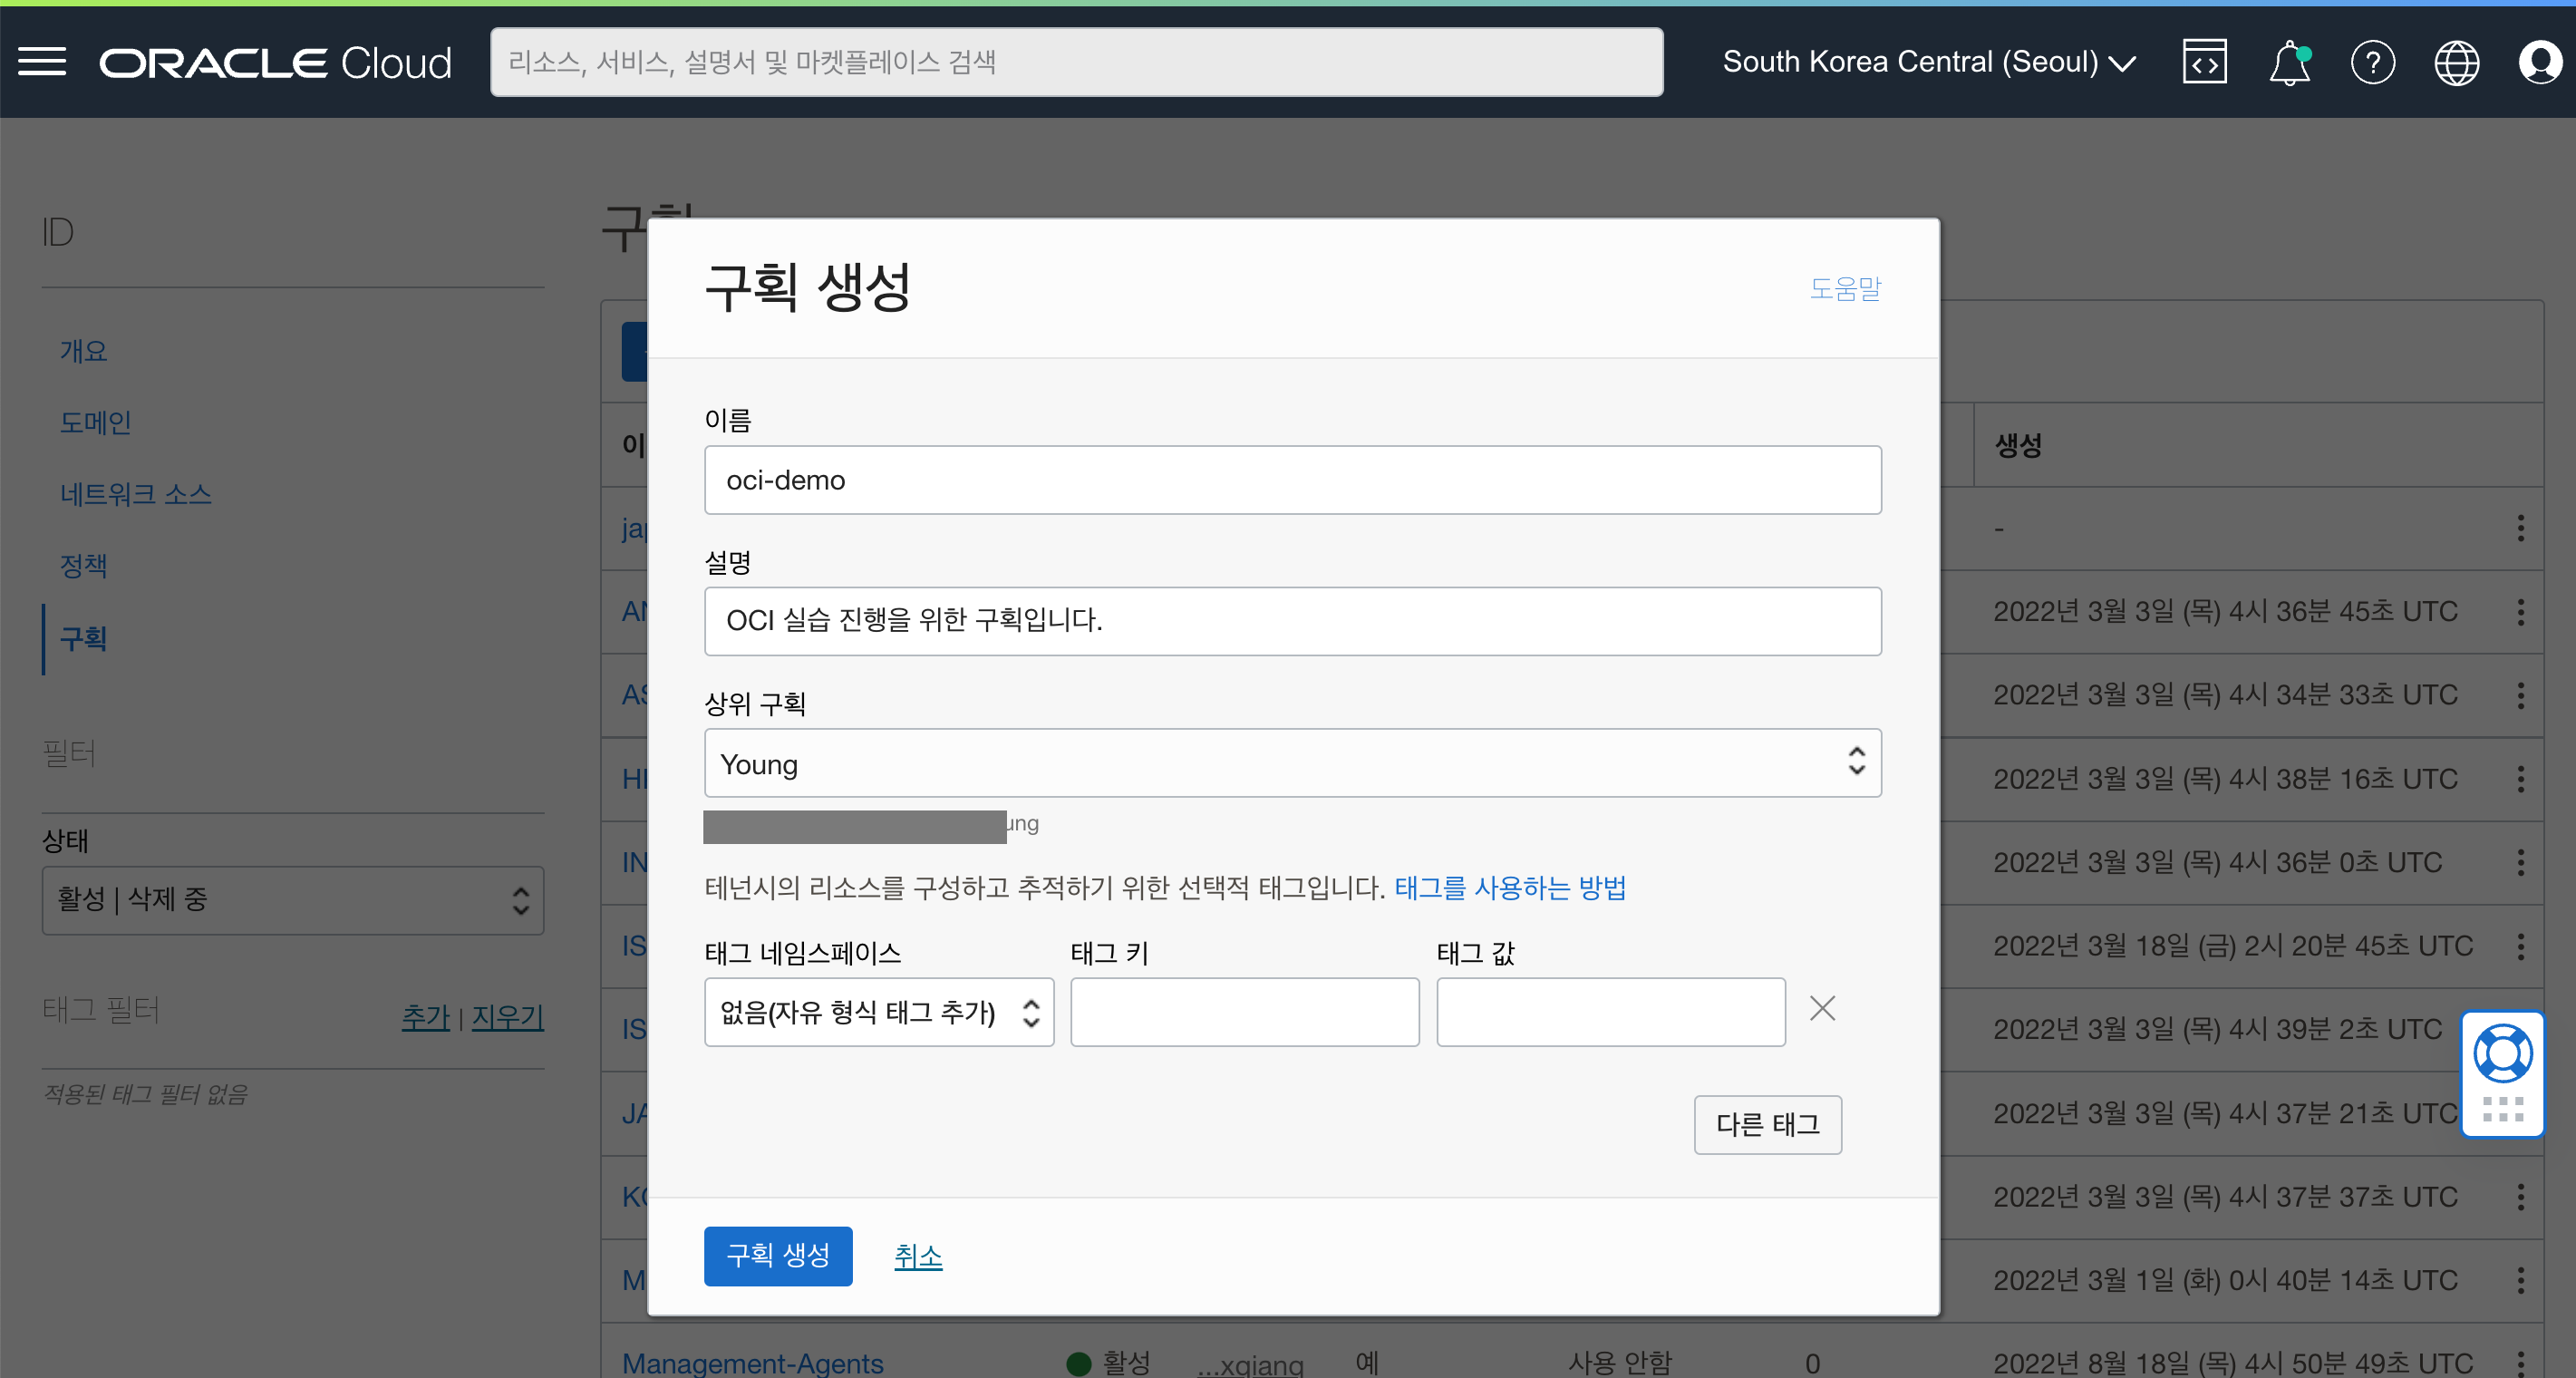 ORACLE Cloud
리소스, 서비스, 설명서 및 마켓플레이스 검색
South Korea Central (Seoul)
ID
개요
도메인
네트워크 소스
정책
구획
필터
상태
활성 | 삭제 중
태그 필터
추가 | 지우기
적용된 태그 필터 없음
구획 생성
도움말
이름
oci-demo
설명
OCI 실습 진행을 위한 구획입니다.
상위 구획
Young
ung
테넌시의 리소스를 구성하고 추적하기 위한 선택적 태그입니다. 태그를 사용하는 방법
태그 네임스페이스
태그 키
태그 값
없음(자유 형식 태그 추가)
다른 태그
구획 생성
취소
생성
-
2022년 3월 3일 (목) 4시 36분 45초 UTC
2022년 3월 3일 (목) 4시 34분 33초 UTC
2022년 3월 3일 (목) 4시 38분 16초 UTC
2022년 3월 3일 (목) 4시 36분 0초 UTC
2022년 3월 18일 (금) 2시 20분 45초 UTC
2022년 3월 3일 (목) 4시 39분 2초 UTC
2022년 3월 3일 (목) 4시 37분 21초 UTC
2022년 3월 3일 (목) 4시 37분 37초 UTC
2022년 3월 1일 (화) 0시 40분 14초 UTC
Management-Agents 활성 ...xqiang 예 사용 안함 0 2022년 8월 18일 (목) 4시 50분 49초 UTC